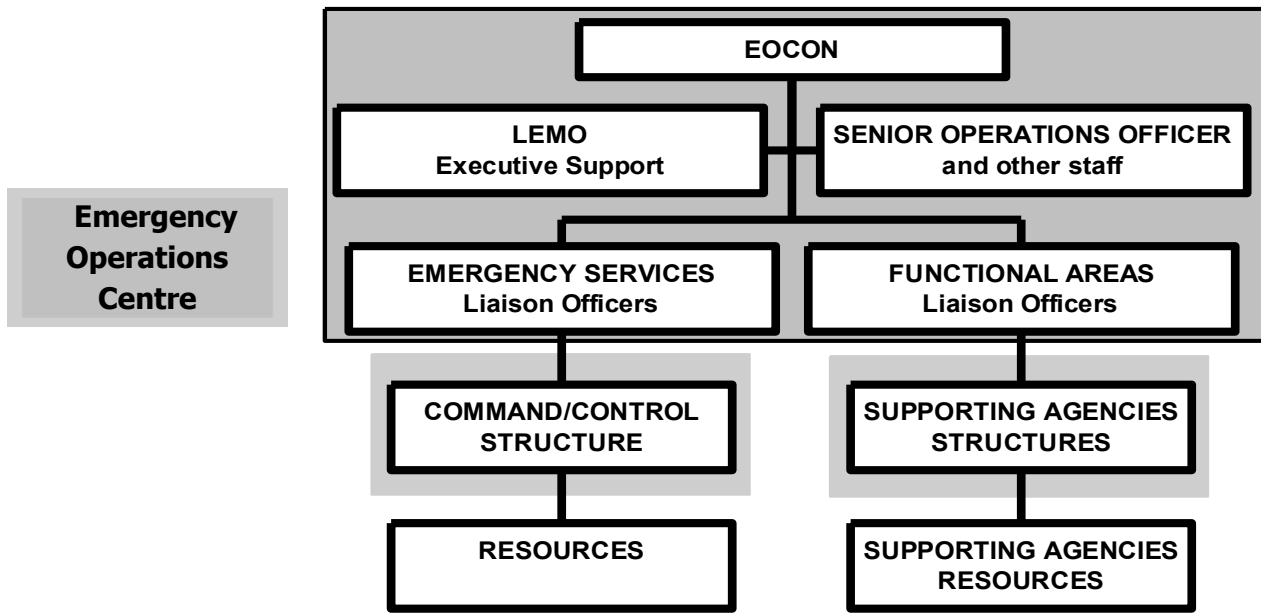 EOCON
LEMO
Executive Support
SENIOR OPERATIONS OFFICER
and other staff
Emergency
Operations
Centre
EMERGENCY SERVICES
Liaison Officers
FUNCTIONAL AREAS
Liaison Officers
COMMAND/CONTROL
STRUCTURE
SUPPORTING AGENCIES
STRUCTURES
RESOURCES
SUPPORTING AGENCIES
RESOURCES